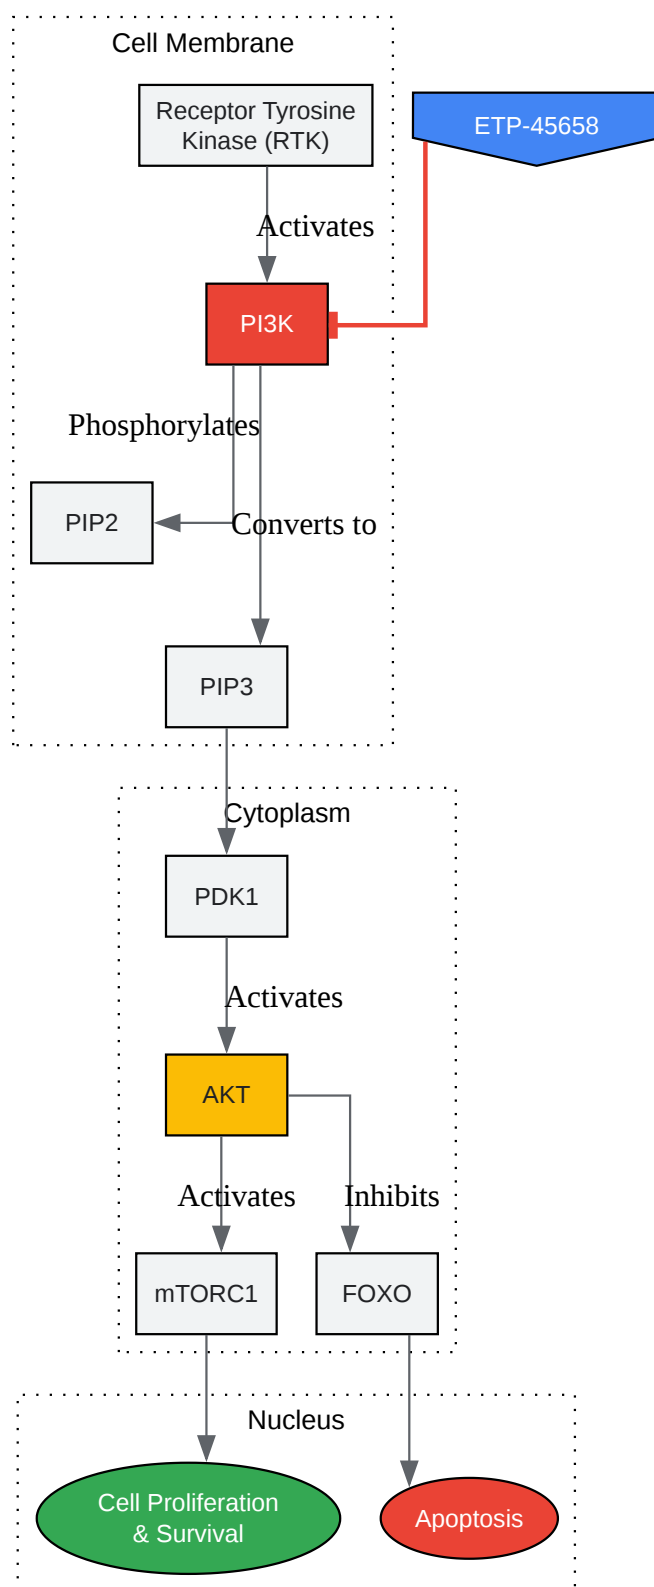 Cell Membrane
Receptor Tyrosine
Kinase (RTK)
ETP-45658
Activates
PI3K
Phosphorylates
PIP2
Converts to
PIP3
Cytoplasm
PDK1
Activates
AKT
Activates
Inhibits
mTORC1
FOXO
Nucleus
Cell Proliferation
& Survival
Apoptosis